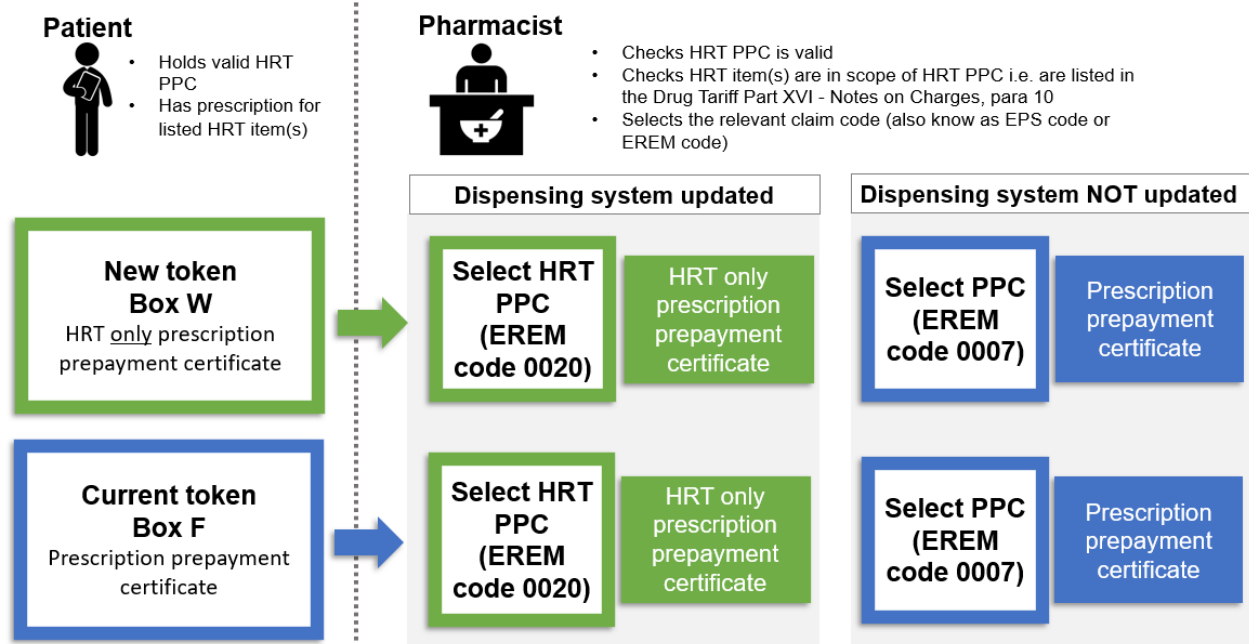 Patient
• Holds valid HRT
PPC
• Has prescription for
listed HRT item(s)
Pharmacist
• Checks HRT PPC is valid
• Checks HRT item(s) are in scope of HRT PPC i.e. are listed in
the Drug Tariff Part XVI - Notes on Charges, para 10
• Selects the relevant claim code (also know as EPS code or
EREM code)
Dispensing system updated
Dispensing system NOT updated
New token
Box W
HRT only prescription
prepayment certificate
Select HRT
PPC
(EREM
code 0020)
HRT only
prescription
prepayment
certificate
Select PPC
(EREM
code 0007)
Prescription
prepayment
certificate
Current token
Box F
Prescription prepayment
certificate
Select HRT
PPC
(EREM
code 0020)
HRT only
prescription
prepayment
certificate
Select PPC
(EREM
code 0007)
Prescription
prepayment
certificate